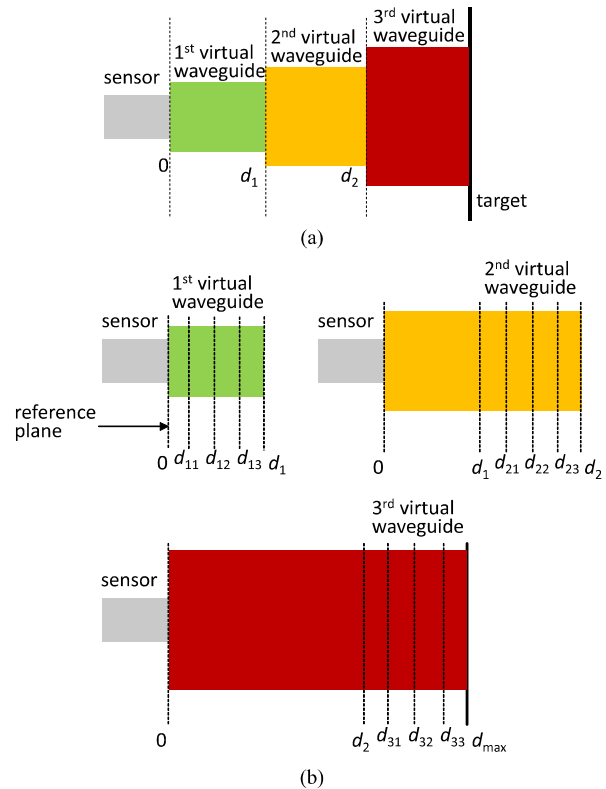 3rd virtual
waveguide
2nd virtual
waveguide
1st virtual
waveguide
sensor
0
d1
d2
target
(a)
1st virtual
waveguide
sensor
reference
plane
0
d11
d12
d13
d1
2nd virtual
waveguide
sensor
0
d1
d21
d22
d23
d2
3rd virtual
waveguide
sensor
0
d2
d31
d32
d33
dmax
(b)